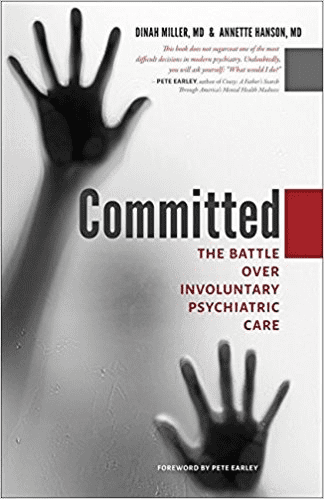 DINAH MILLER, MD & ANNETTE HANSON, MD
This book does not sugarcoat one of the most
difficult decisions in modern psychiatry. Undoubtedly,
you will ask yourself: "What would I do?"
- PETE EARLEY, author of Crazy: A Father's Search
Through America's Mental Health Madness
Committed
THE BATTLE
OVER
INVOLUNTARY
PSYCHIATRIC
CARE
FOREWORD BY PETE EARLEY